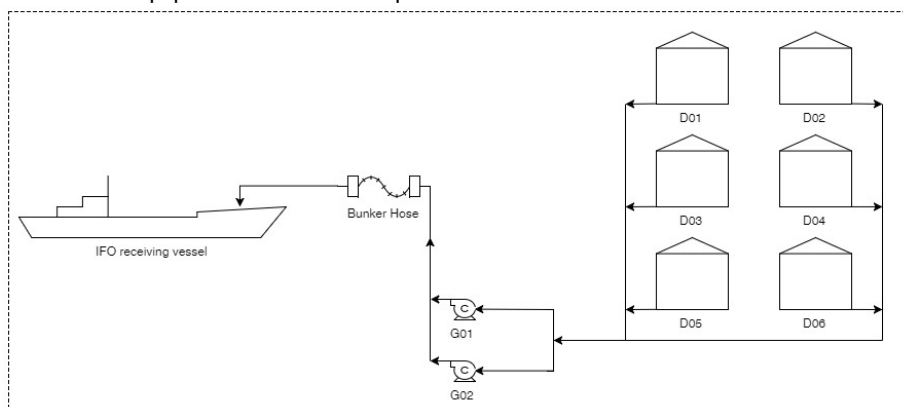 D01
D02
D03
D04
Bunker Hose
IFO receiving vessel
D05
D06
C
G01
C
G02